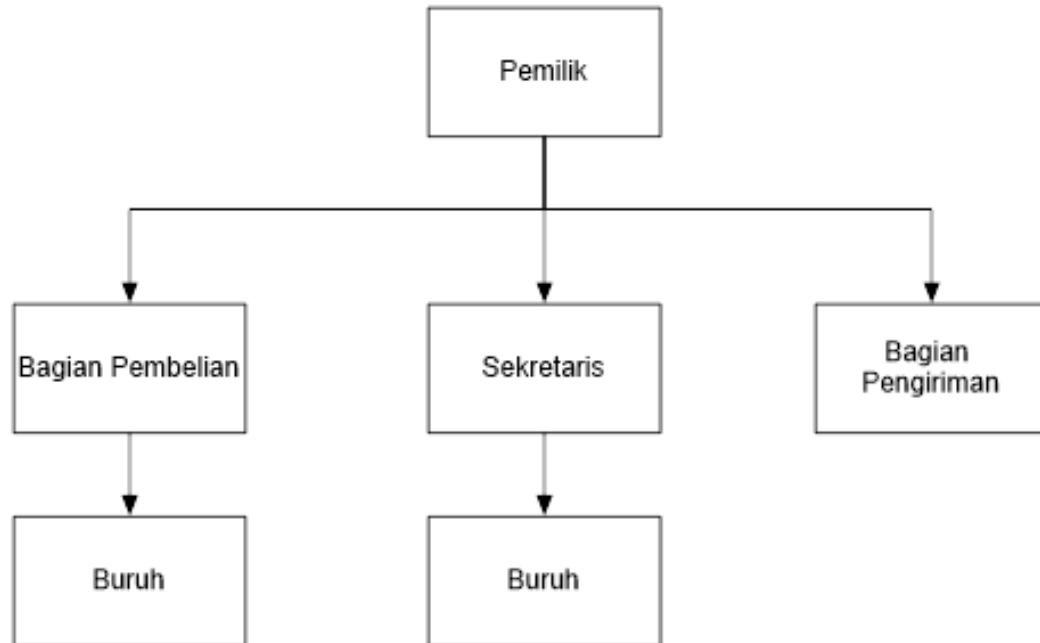 Pemilik
Bagian Pembelian
Sekretaris
Bagian
Pengiriman
Buruh
Buruh